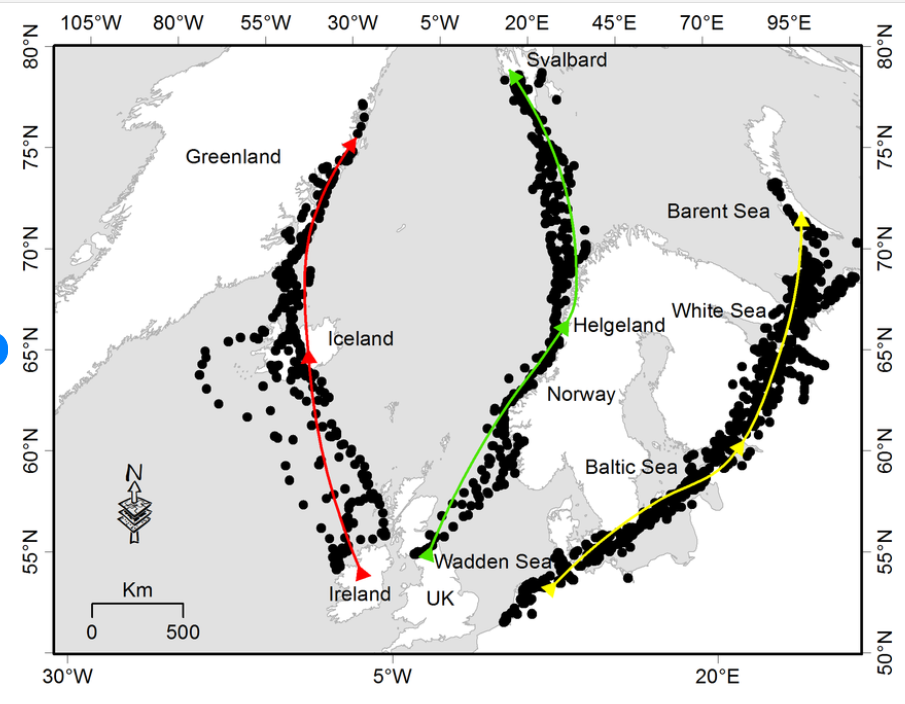 105°W 80°W 55°W 30°W 5°W 20°E 45°E 70°E 95°E
80°N 80°N
Svalbard
75°N Greenland 75°N
Barent Sea
70°N 70°N
White Sea
Helgeland
Iceland
65°N 65°N
Norway
60°N 60°N
Baltic Sea
N
55°N 55°N
Wadden Sea
Km
Ireland
UK
0 500
50°N
30°W 5°W 20°E